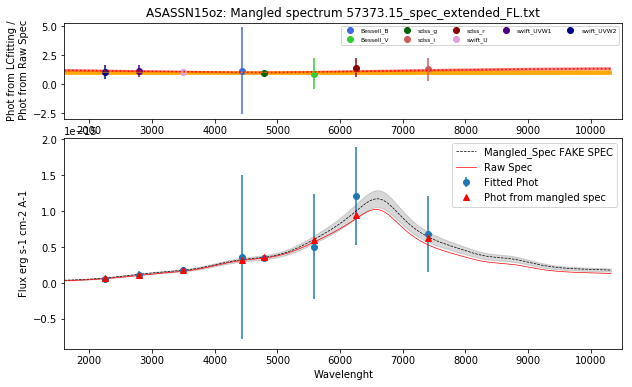 ASASSN15oz: Mangled spectrum 57373.15_spec_extended_FL.txt
Phot from LCfitting /
Phot from Raw Spec
5.0
2.5
0.0
−2.5
Bessell_B
Bessell_V
sdss_g
sdss_i
sdss_r
swift_U
swift_UVW1
swift_UVW2
2000 3000 4000 5000 6000 7000 8000 9000 10000
Flux erg s-1 cm-2 A-1
2.0
1.5
1.0
0.5
0.0
−0.5
Mangled_Spec FAKE SPEC
Raw Spec
Fitted Phot
Phot from mangled spec
2000 3000 4000 5000 6000 7000 8000 9000 10000
Wavelenght